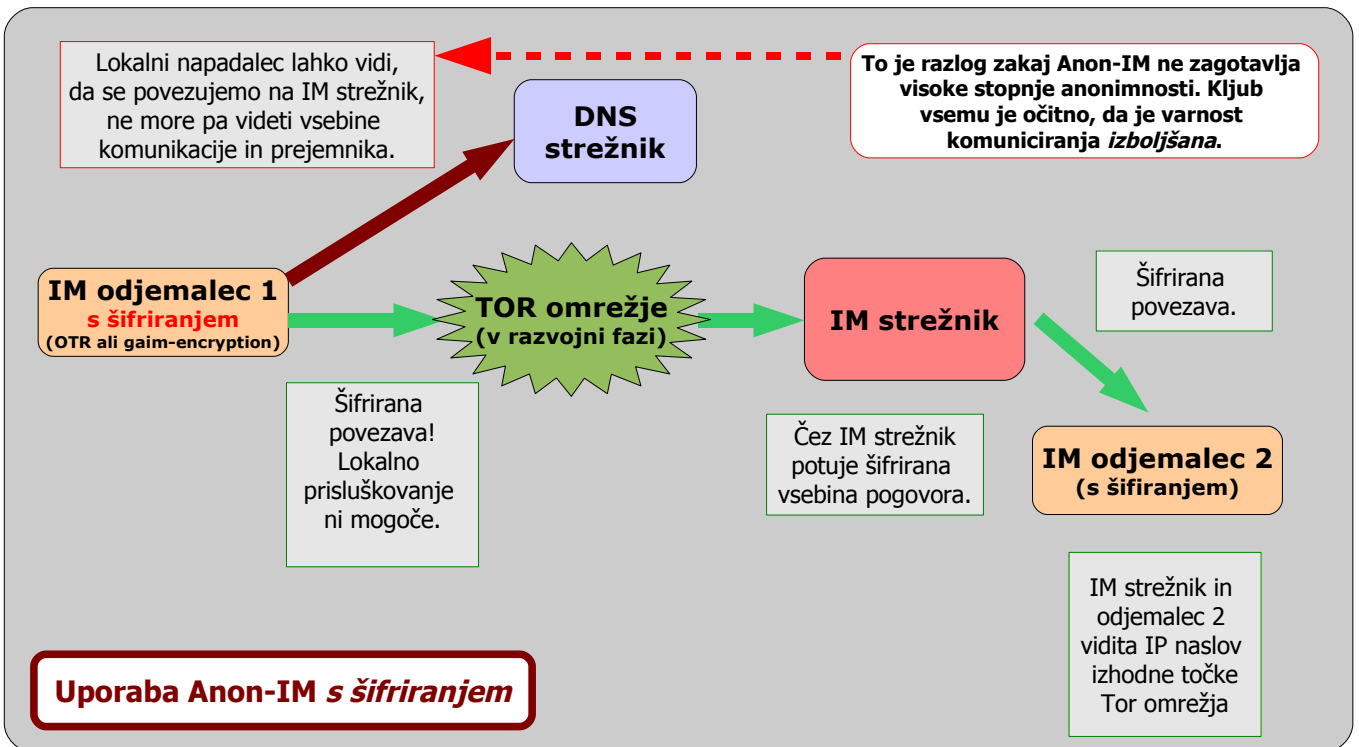 Lokalni napadalec lahko vidi,
da se povezujemo na IM strežnik,
ne more pa videti vsebine
komunikacije in prejemnika.
DNS
strežnik
To je razlog zakaj Anon-IM ne zagotavlja
visoke stopnje anonimnosti. Kljub
vsemu je očitno, da je varnost
komuniciranja izboljšana.
IM odjemalec 1
s šifriranjem
(OTR ali gaim-encryption)
TOR omrežje
(v razvojni fazi)
IM strežnik
Šifrirana
povezava.
Šifrirana
povezava!
Lokalno
prisluškovanje
ni mogoče.
Čez IM strežnik
potuje šifrirana
vsebina pogovora.
IM odjemalec 2
(s šifiranjem)
IM strežnik in
odjemalec 2
vidita IP naslov
izhodne točke
Tor omrežja
Uporaba Anon-IM s šifriranjem